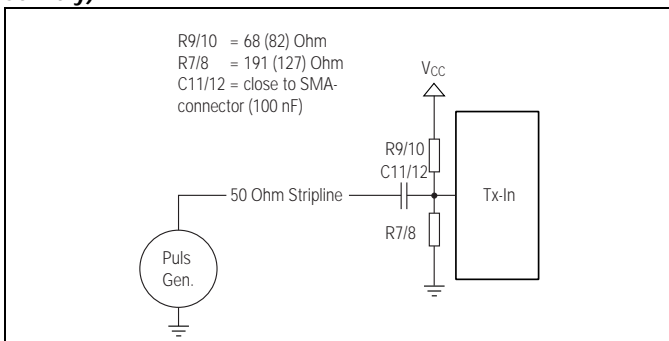 R9/10 = 68 (82) Ohm
R7/8 = 191 (127) Ohm
C11/12 = close to SMA-
connector (100 nF)
VCC
R9/10
C11/12
50 Ohm Stripline
Tx-In
R7/8
Puls
Gen.